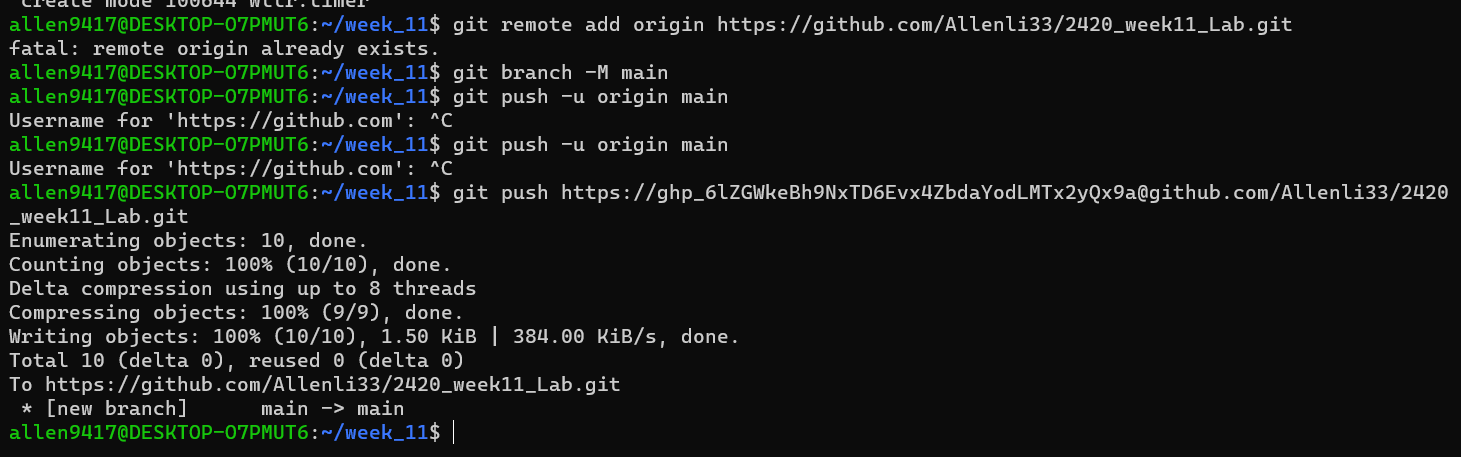 create mode 100644 wttr.timer
allen9417@DESKTOP-O7PMUT6:~/week_11$ git remote add origin https://github.com/Allenli33/2420_week11_Lab.git
fatal: remote origin already exists.
allen9417@DESKTOP-O7PMUT6:~/week_11$ git branch -M main
allen9417@DESKTOP-O7PMUT6:~/week_11$ git push -u origin main
Username for 'https://github.com': ^C
allen9417@DESKTOP-O7PMUT6:~/week_11$ git push -u origin main
Username for 'https://github.com': ^C
allen9417@DESKTOP-O7PMUT6:~/week_11$ git push https://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@github.com/Allenli33/2420
_week11_Lab.git
Enumerating objects: 10, done.
Counting objects: 100% (10/10), done.
Delta compression using up to 8 threads
Compressing objects: 100% (9/9), done.
Writing objects: 100% (10/10), 1.50 KiB | 384.00 KiB/s, done.
Total 10 (delta 0), reused 0 (delta 0)
To https://github.com/Allenli33/2420_week11_Lab.git
 * [new branch]      main -> main
allen9417@DESKTOP-O7PMUT6:~/week_11$